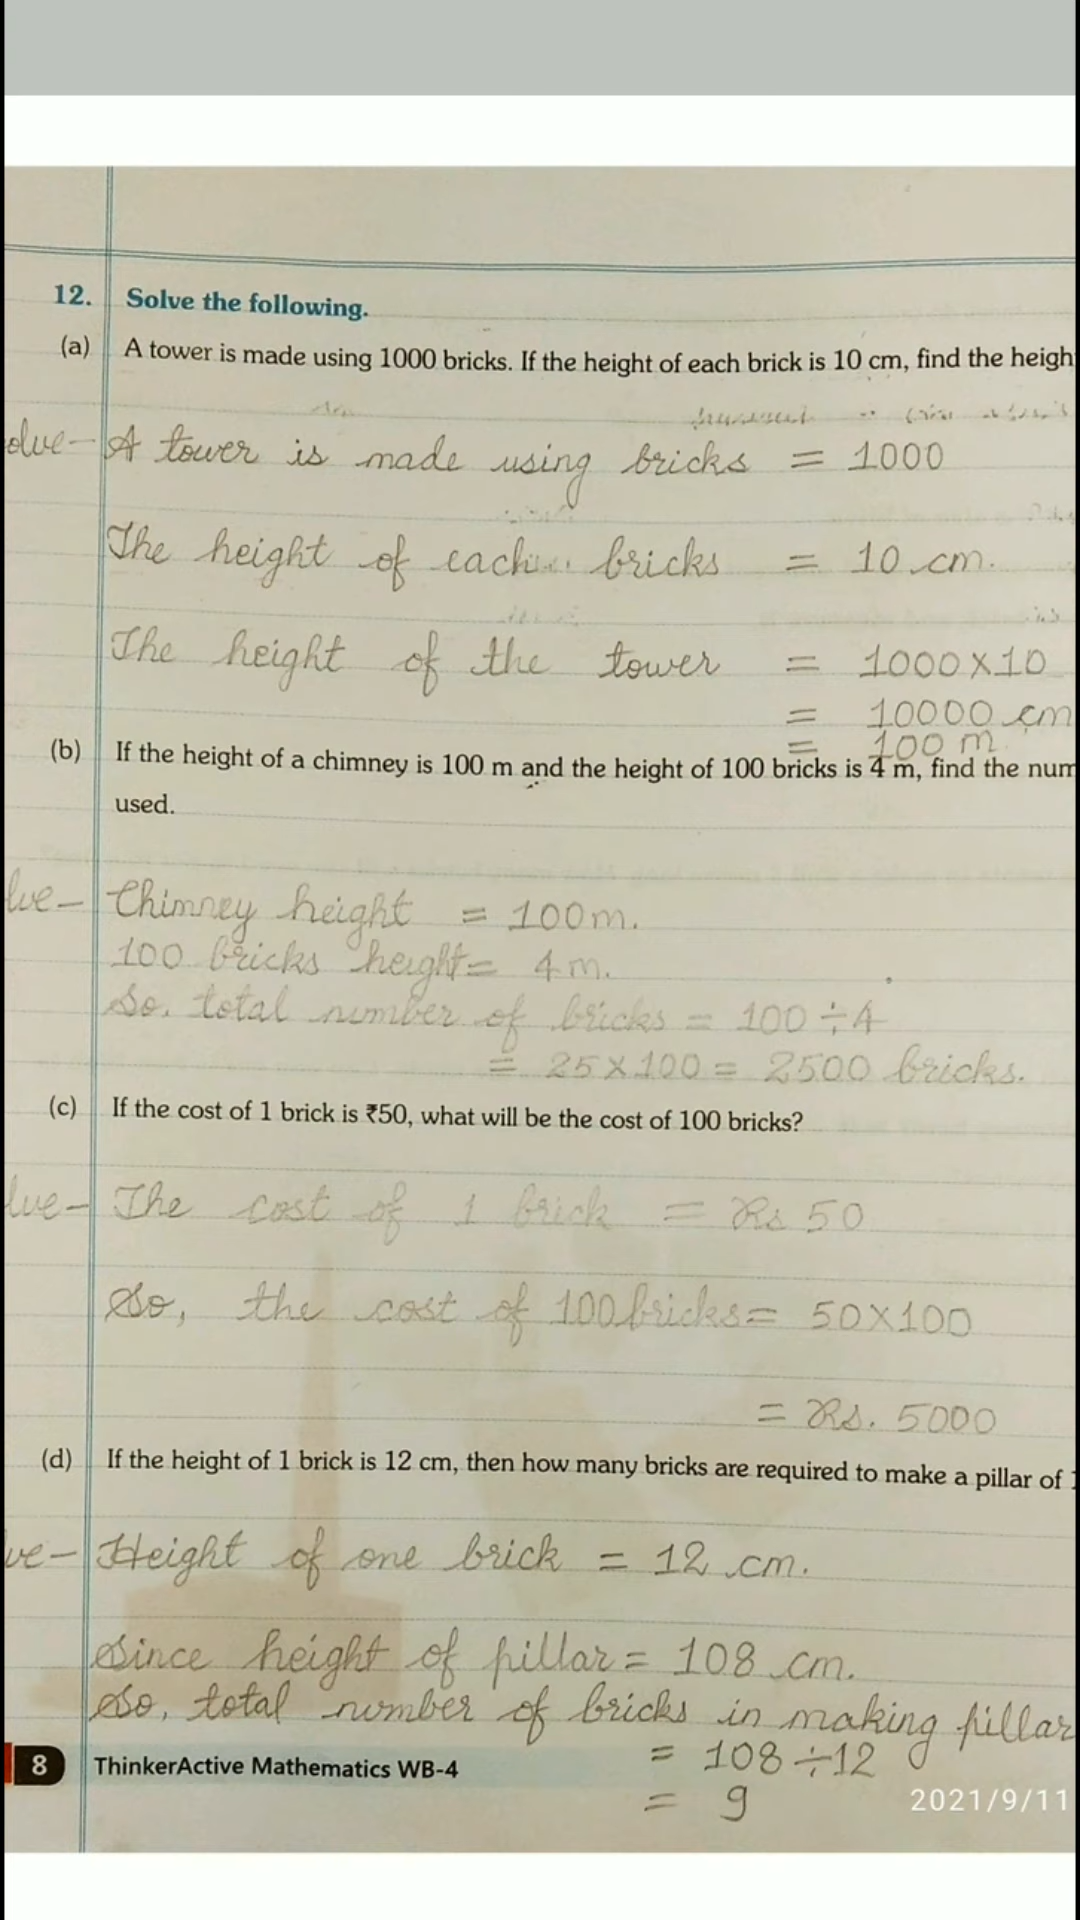 12. Solve the following.
(a) A tower is made using 1000 bricks. If the height of each brick is 10 cm, find the heigh
olve- A tower is made using bricks = 1000
The height of each bricks = 10 cm.
The height of the tower = 1000 x 10
= 10000 cm
= 100 m
(b) If the height of a chimney is 100 m and the height of 100 bricks is 4 m, find the num
used.
lve- Chimney height = 100m.
100 bricks height = 4 m.
So, total number of bricks = 100 ÷ 4
= 25 x 100 = 2500 bricks.
(c) If the cost of 1 brick is ₹50, what will be the cost of 100 bricks?
lve- The cost of 1 brick = Rs 50
So, the cost of 100 bricks = 50 x 100
= Rs. 5000
(d) If the height of 1 brick is 12 cm, then how many bricks are required to make a pillar of
ve- Height of one brick = 12 cm.
Since height of pillar = 108 cm.
So, total number of bricks in making pillar
= 108 ÷ 12
= 9
8 ThinkerActive Mathematics WB-4
2021/9/11